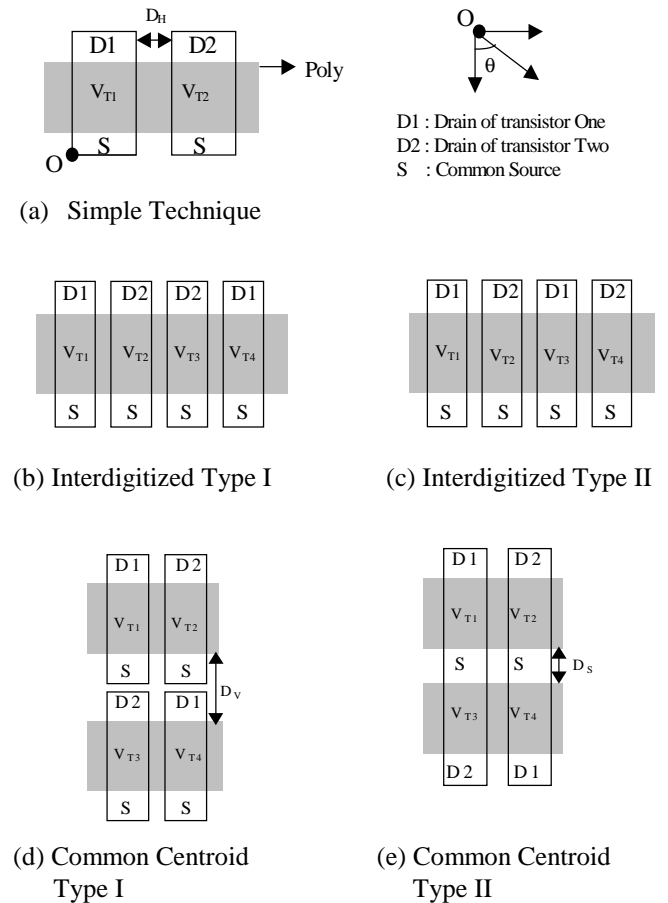 D_H
D1 D2
V_T1 V_T2
Poly
S S
O
(a) Simple Technique
O
θ
D1 : Drain of transistor One
D2 : Drain of transistor Two
S : Common Source
D1 D2 D2 D1
V_T1 V_T2 V_T3 V_T4
S S S S
(b) Interdigitized Type I
D1 D2 D1 D2
V_T1 V_T2 V_T3 V_T4
S S S S
(c) Interdigitized Type II
D1 D2
V_T1 V_T2
S S
D_V
D2 D1
V_T3 V_T4
S S
(d) Common Centroid
Type I
D1 D2
V_T1 V_T2
S S
D_S
V_T3 V_T4
D2 D1
(e) Common Centroid
Type II